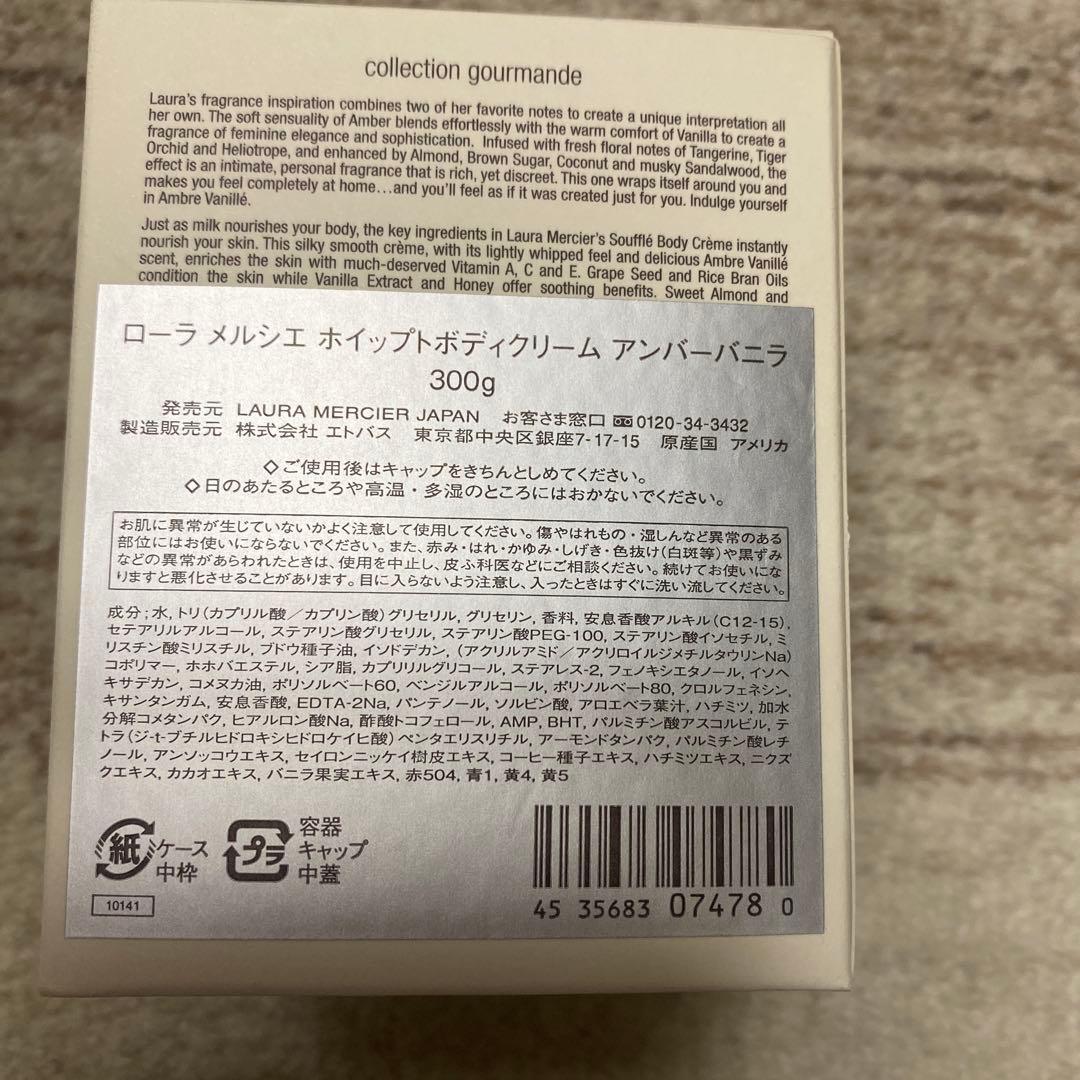 collection gourmande
Laura's fragrance inspiration combines two of her favorite notes to create a unique interpretation all
her own. The soft sensuality of Amber blends effortlessly with the warm comfort of Vanilla to create a
fragrance of feminine elegance and sophistication. Infused with fresh floral notes of Tangerine, Tiger
Orchid and Heliotrope, and enhanced by Almond, Brown Sugar, Coconut and musky Sandalwood, the
effect is an intimate, personal fragrance that is rich, yet discreet. This one wraps itself around you and
makes you feel completely at home...and you'll feel as if it was created just for you. Indulge yourself
in Ambre Vanillé.
Just as milk nourishes your body, the key ingredients in Laura Mercier's Soufflé Body Crème instantly
nourish your skin. This silky smooth crème, with its lightly whipped feel and delicious Ambre Vanillé
scent, enriches the skin with much-deserved Vitamin A, C and E. Grape Seed and Rice Bran Oils
condition the skin while Vanilla Extract and Honey offer soothing benefits. Sweet Almond and
ローラ メルシエ ホイップトボディクリーム アンバーバニラ
300g
発売元 LAURA MERCIER JAPAN お客さま窓口 0120-34-3432
製造販売元 株式会社 エトバス 東京都中央区銀座7-17-15 原産国 アメリカ
◇ご使用後はキャップをきちんとしめてください。
◇日のあたるところや高温・多湿のところにはおかないでください。
お肌に異常が生じていないかよく注意して使用してください。傷やはれもの・湿しんなど異常のある
部位にはお使いにならないでください。また、赤み・はれ・かゆみ・しげき・色抜け(白斑等)や黒ずみ
などの異常があらわれたときは、使用を中止し、皮ふ科医などにご相談ください。続けてお使いにな
りますと悪化させることがあります。目に入らないよう注意し、入ったときはすぐに洗い流してください。
成分;水,トリ(カプリル酸/カプリン酸)グリセリル,グリセリン,香料,安息香酸アルキル(C12-15),
セテアリルアルコール,ステアリン酸グリセリル,ステアリン酸PEG-100,ステアリン酸イソセチル,ミ
リスチン酸ミリスチル,ブドウ種子油,イソドデカン,(アクリルアミド/アクリロイルジメチルタウリンNa)
コポリマー,ホホバエステル,シア脂,カプリリルグリコール,ステアレス-2,フェノキシエタノール,イソヘ
キサデカン,コメヌカ油,ポリソルベート60,ベンジルアルコール,ポリソルベート80,クロルフェネシン,
キサンタンガム,安息香酸,EDTA-2Na,パンテノール,ソルビン酸,アロエベラ葉汁,ハチミツ,加水
分解コメタンパク,ヒアルロン酸Na,酢酸トコフェロール,AMP,BHT,パルミチン酸アスコルビル,テ
トラ(ジ-t-ブチルヒドロキシヒドロケイヒ酸)ペンタエリスリチル,アーモンドタンパク,パルミチン酸レチ
ノール,アンソッコウエキス,セイロンニッケイ樹皮エキス,コーヒー種子エキス,ハチミツエキス,ニクズ
クエキス,カカオエキス,バニラ果実エキス,赤504,青1,黄4,黄5
紙 ケース 中枠
プラ 容器 キャップ 中蓋
10141
45 35683 07478 0